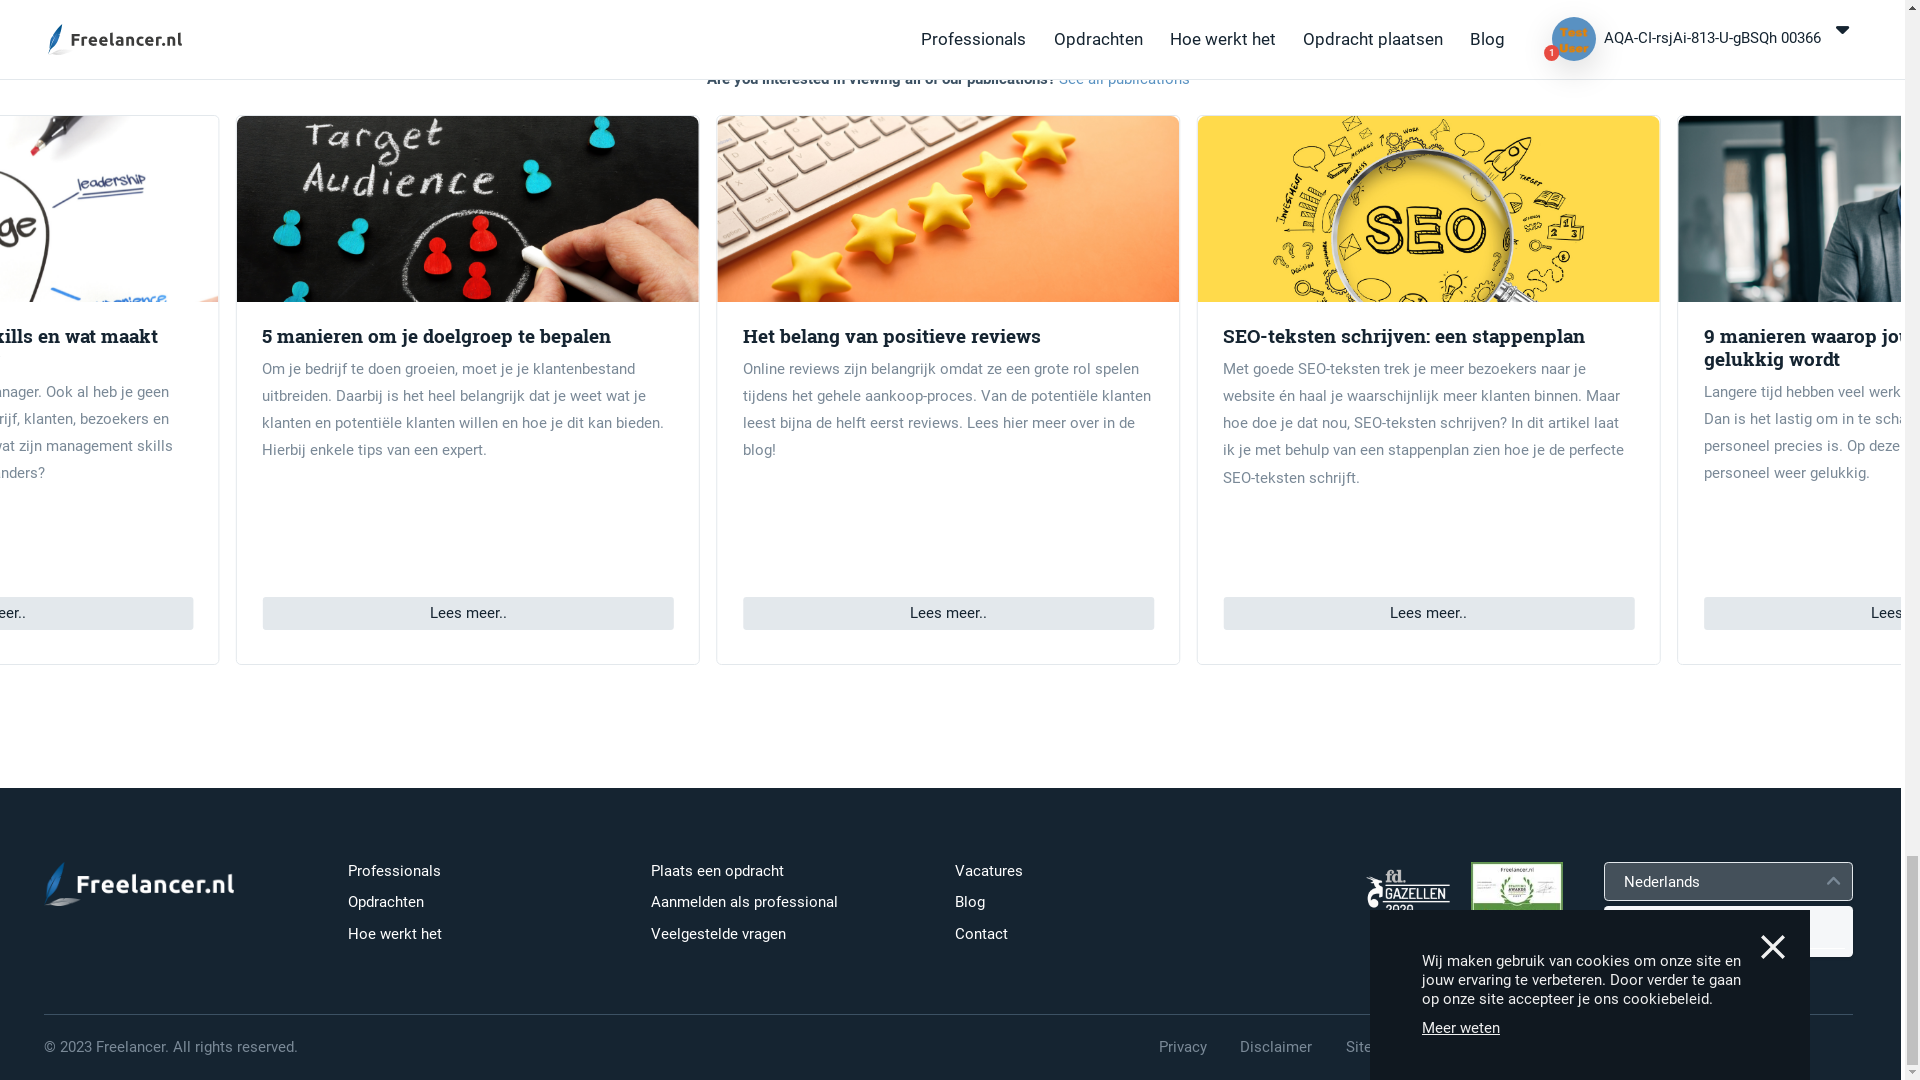 Freelancer.nl
Professionals
Opdrachten
Hoe werkt het
Opdracht plaatsen
Blog
Test User
1
AQA-CI-rsjAi-813-U-gBSQh 00366
Are you interested in viewing all of our publications? See all publications
leadership
Target
Audience
SEO
INVESTMENT
WORK
TARGET
kills en wat maakt
anager. Ook al heb je geen
rijf, klanten, bezoekers en
wat zijn management skills
anders?
eer..
5 manieren om je doelgroep te bepalen
Om je bedrijf te doen groeien, moet je je klantenbestand
uitbreiden. Daarbij is het heel belangrijk dat je weet wat je
klanten en potentiële klanten willen en hoe je dit kan bieden.
Hierbij enkele tips van een expert.
Lees meer..
Het belang van positieve reviews
Online reviews zijn belangrijk omdat ze een grote rol spelen
tijdens het gehele aankoop-proces. Van de potentiële klanten
leest bijna de helft eerst reviews. Lees hier meer over in de
blog!
Lees meer..
SEO-teksten schrijven: een stappenplan
Met goede SEO-teksten trek je meer bezoekers naar je
website én haal je waarschijnlijk meer klanten binnen. Maar
hoe doe je dat nou, SEO-teksten schrijven? In dit artikel laat
ik je met behulp van een stappenplan zien hoe je de perfecte
SEO-teksten schrijft.
Lees meer..
9 manieren waarop jou
gelukkig wordt
Langere tijd hebben veel werk
Dan is het lastig om in te scha
personeel precies is. Op deze
personeel weer gelukkig.
Lees
Freelancer.nl
Professionals
Opdrachten
Hoe werkt het
Plaats een opdracht
Aanmelden als professional
Veelgestelde vragen
Vacatures
Blog
Contact
fd.
GAZELLEN
2020
Freelancer.nl
Nederlands
Wij maken gebruik van cookies om onze site en
jouw ervaring te verbeteren. Door verder te gaan
op onze site accepteer je ons cookiebeleid.
Meer weten
© 2023 Freelancer. All rights reserved.
Privacy
Disclaimer
Site